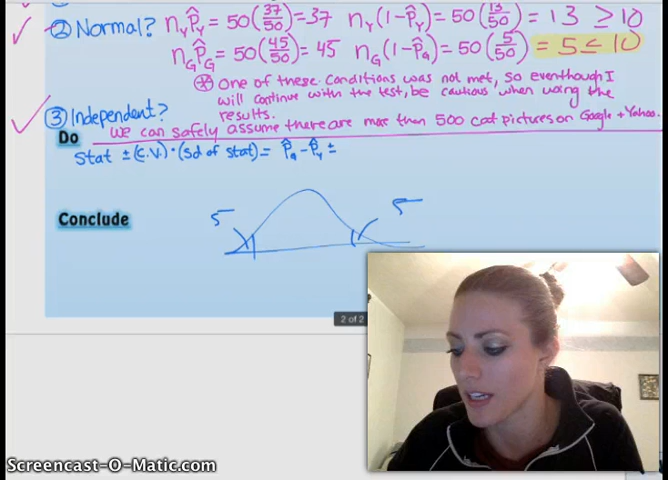 ② Normal? n_Y p̂_Y = 50(37/50) = 37 n_Y(1-p̂_Y) = 50(13/50) = 13 ≥ 10
n_G p̂_G = 50(45/50) = 45 n_G(1-p̂_G) = 50(5/50) = 5 ≤ 10
* One of these conditions was not met, so eventhough I
will continue with the test, be cautious when using the
results.
③ Independent?
We can safely assume there are more than 500 cat pictures on Google + Yahoo.
Do
Stat ± (C.V.) · (sd of stat) = p̂_G - p̂_Y ±
5 5
Conclude
2 of 2
Screencast-O-Matic.com